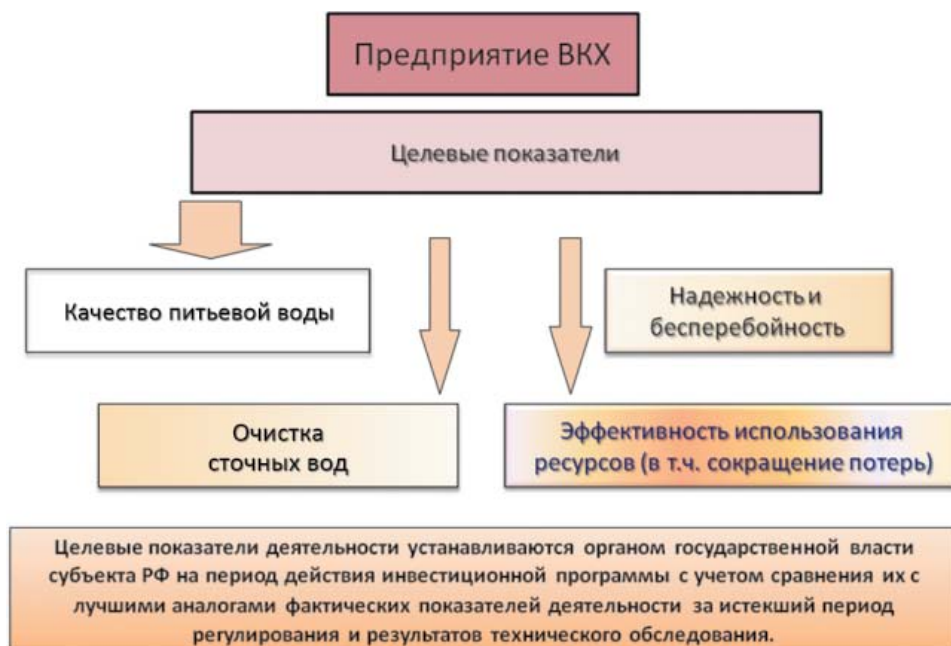 Предприятие ВКХ
Целевые показатели
Качество питьевой воды
Надежность и
бесперебойность
Очистка
сточных вод
Эффективность использования
ресурсов (в т.ч. сокращение потерь)
Целевые показатели деятельности устанавливаются органом государственной власти
субъекта РФ на период действия инвестиционной программы с учетом сравнения их с
лучшими аналогами фактических показателей деятельности за истекший период
регулирования и результатов технического обследования.